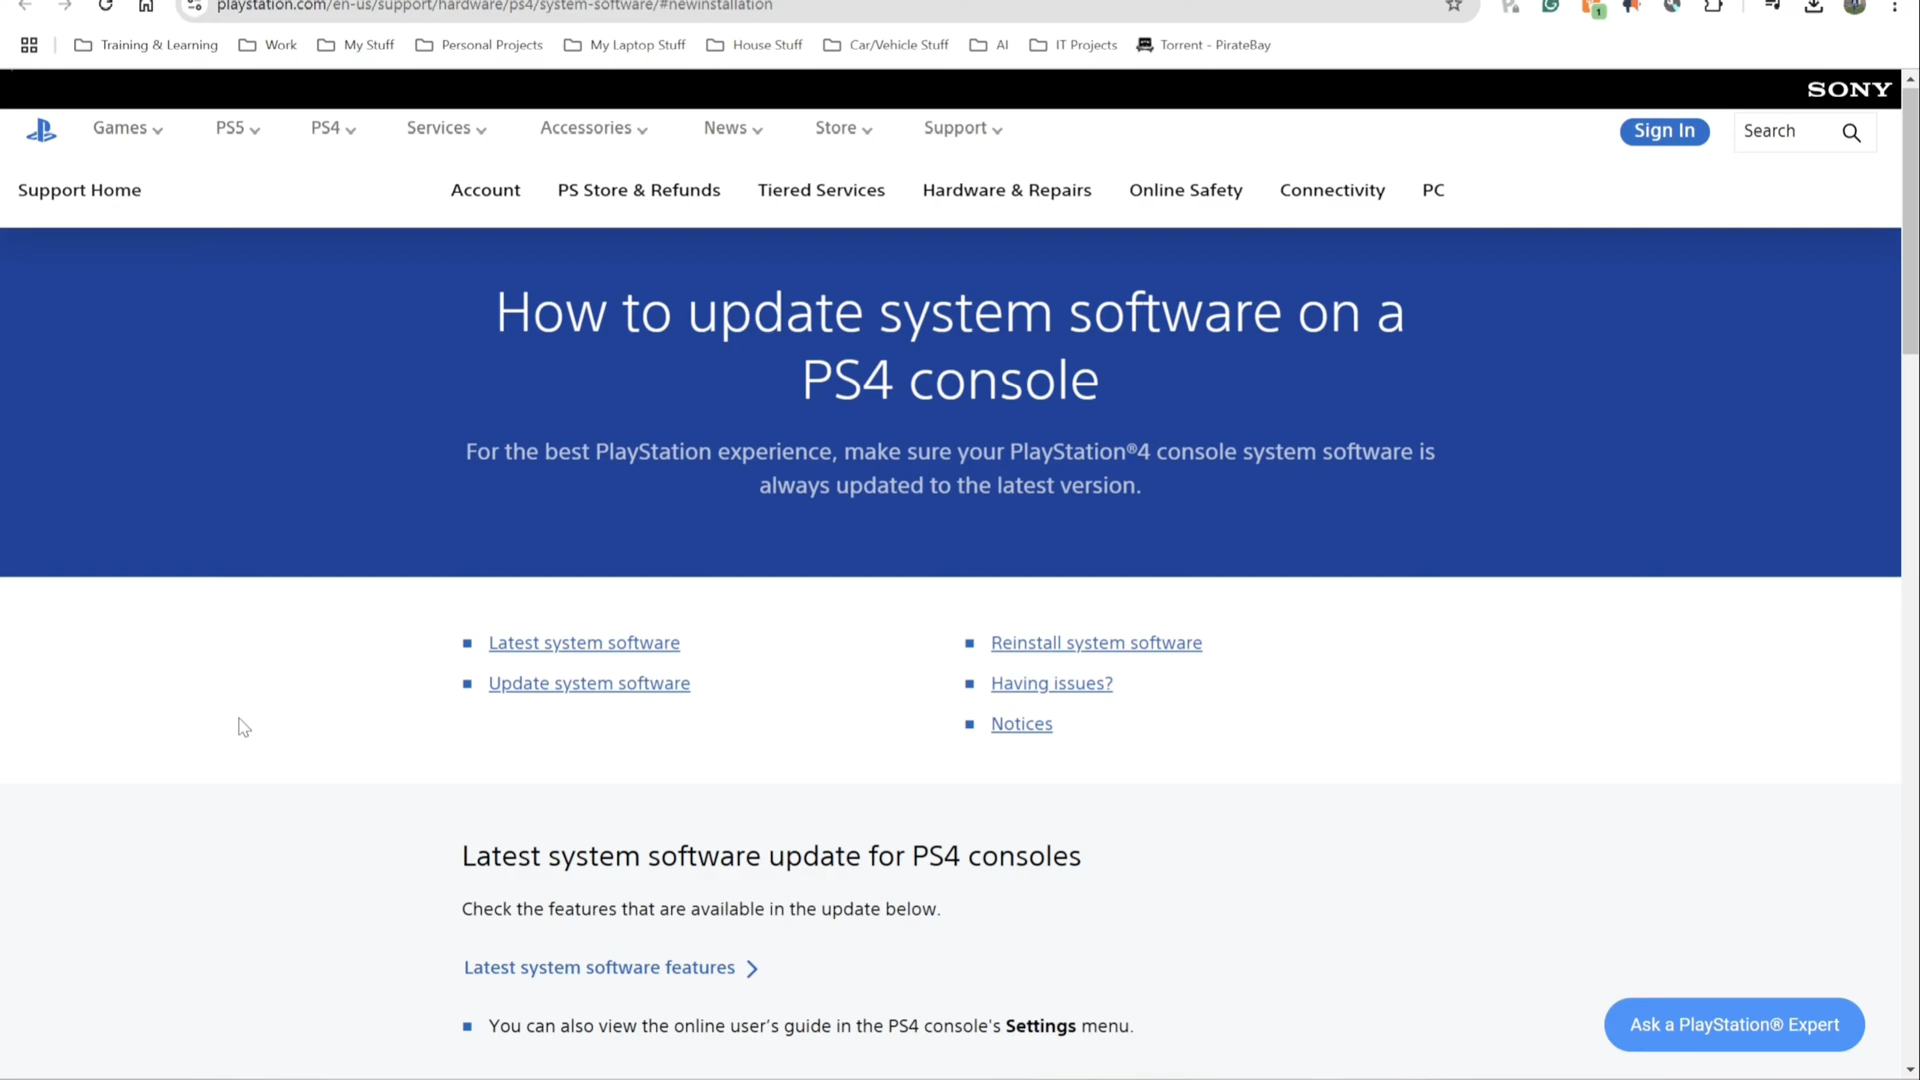 playstation.com/en-us/support/hardware/ps4/system-software/#newinstallation
1
Training & Learning
Work
My Stuff
Personal Projects
My Laptop Stuff
House Stuff
Car/Vehicle Stuff
AI
IT Projects
Torrent - PirateBay
SONY
Games
PS5
PS4
Services
Accessories
News
Store
Support
Sign In
Search
Support Home
Account
PS Store & Refunds
Tiered Services
Hardware & Repairs
Online Safety
Connectivity
PC
How to update system software on a
PS4 console
For the best PlayStation experience, make sure your PlayStation®4 console system software is
always updated to the latest version.
Latest system software
Update system software
Reinstall system software
Having issues?
Notices
Latest system software update for PS4 consoles
Check the features that are available in the update below.
Latest system software features
You can also view the online user's guide in the PS4 console's Settings menu.
Ask a PlayStation® Expert